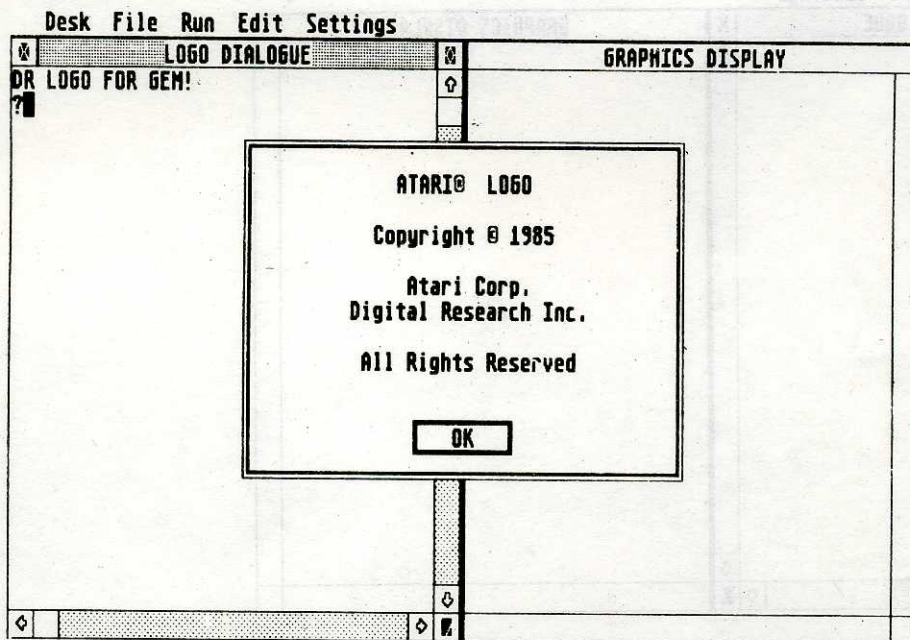 Desk File Run Edit Settings
LOGO DIALOGUE
GRAPHICS DISPLAY
DR LOGO FOR GEM!
?
ATARI® LOGO
Copyright © 1985
Atari Corp.
Digital Research Inc.
All Rights Reserved
OK